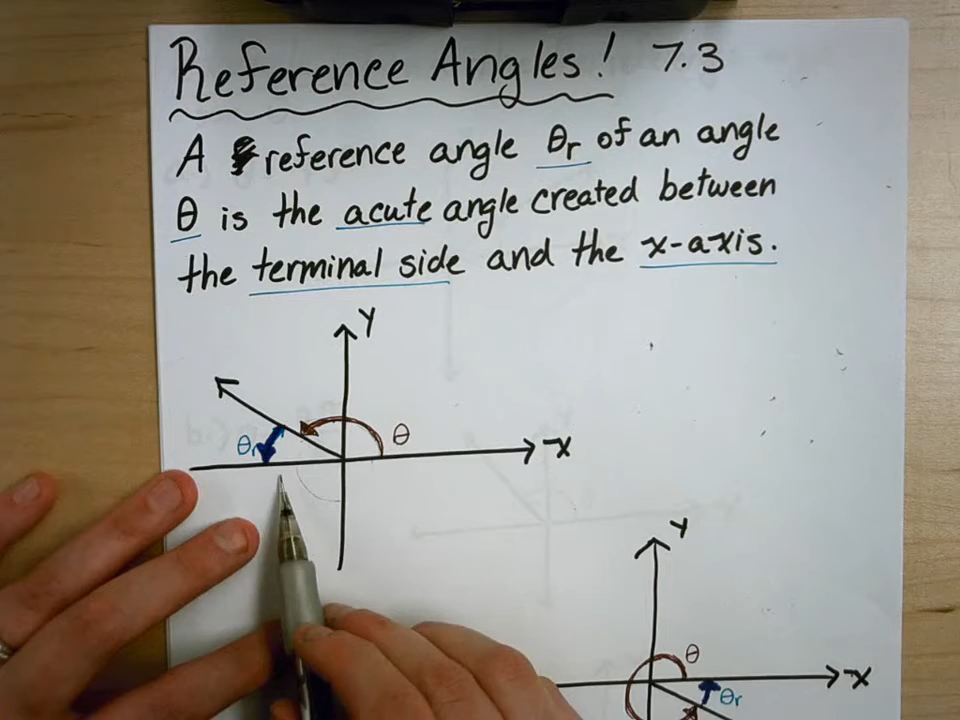 Reference Angles! 7.3
A reference angle θr of an angle
θ is the acute angle created between
the terminal side and the x-axis.
Y
θr
θ
X
Y
θ
X
θr